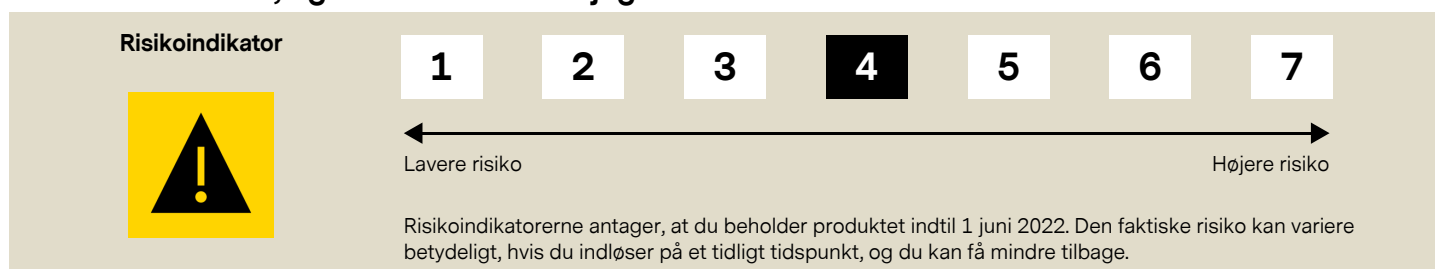 Risikoindikator
1 2 3 4 5 6 7
Lavere risiko Højere risiko
Risikoindikatorerne antager, at du beholder produktet indtil 1 juni 2022. Den faktiske risiko kan variere
betydeligt, hvis du indløser på et tidligt tidspunkt, og du kan få mindre tilbage.